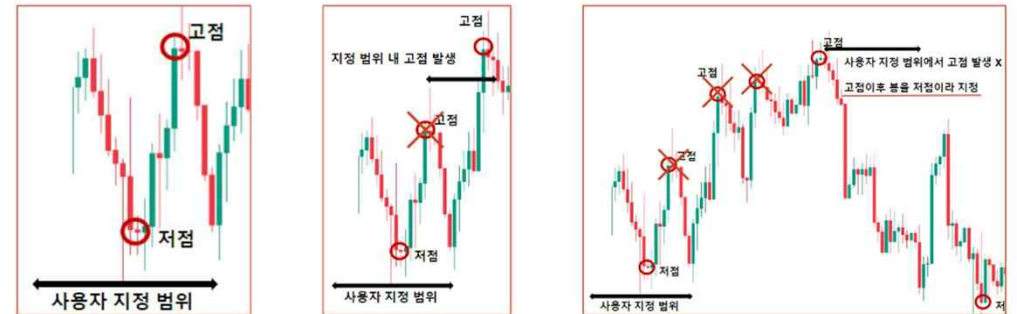 고점
저점
사용자 지정 범위
고점
지정 범위 내 고점 발생
고점
저점
사용자 지정 범위
고점
사용자 지정 범위에서 고점 발생 X
고점
고점이후 봉을 저점이라 지정
고점
저점
사용자 지정 범위
저